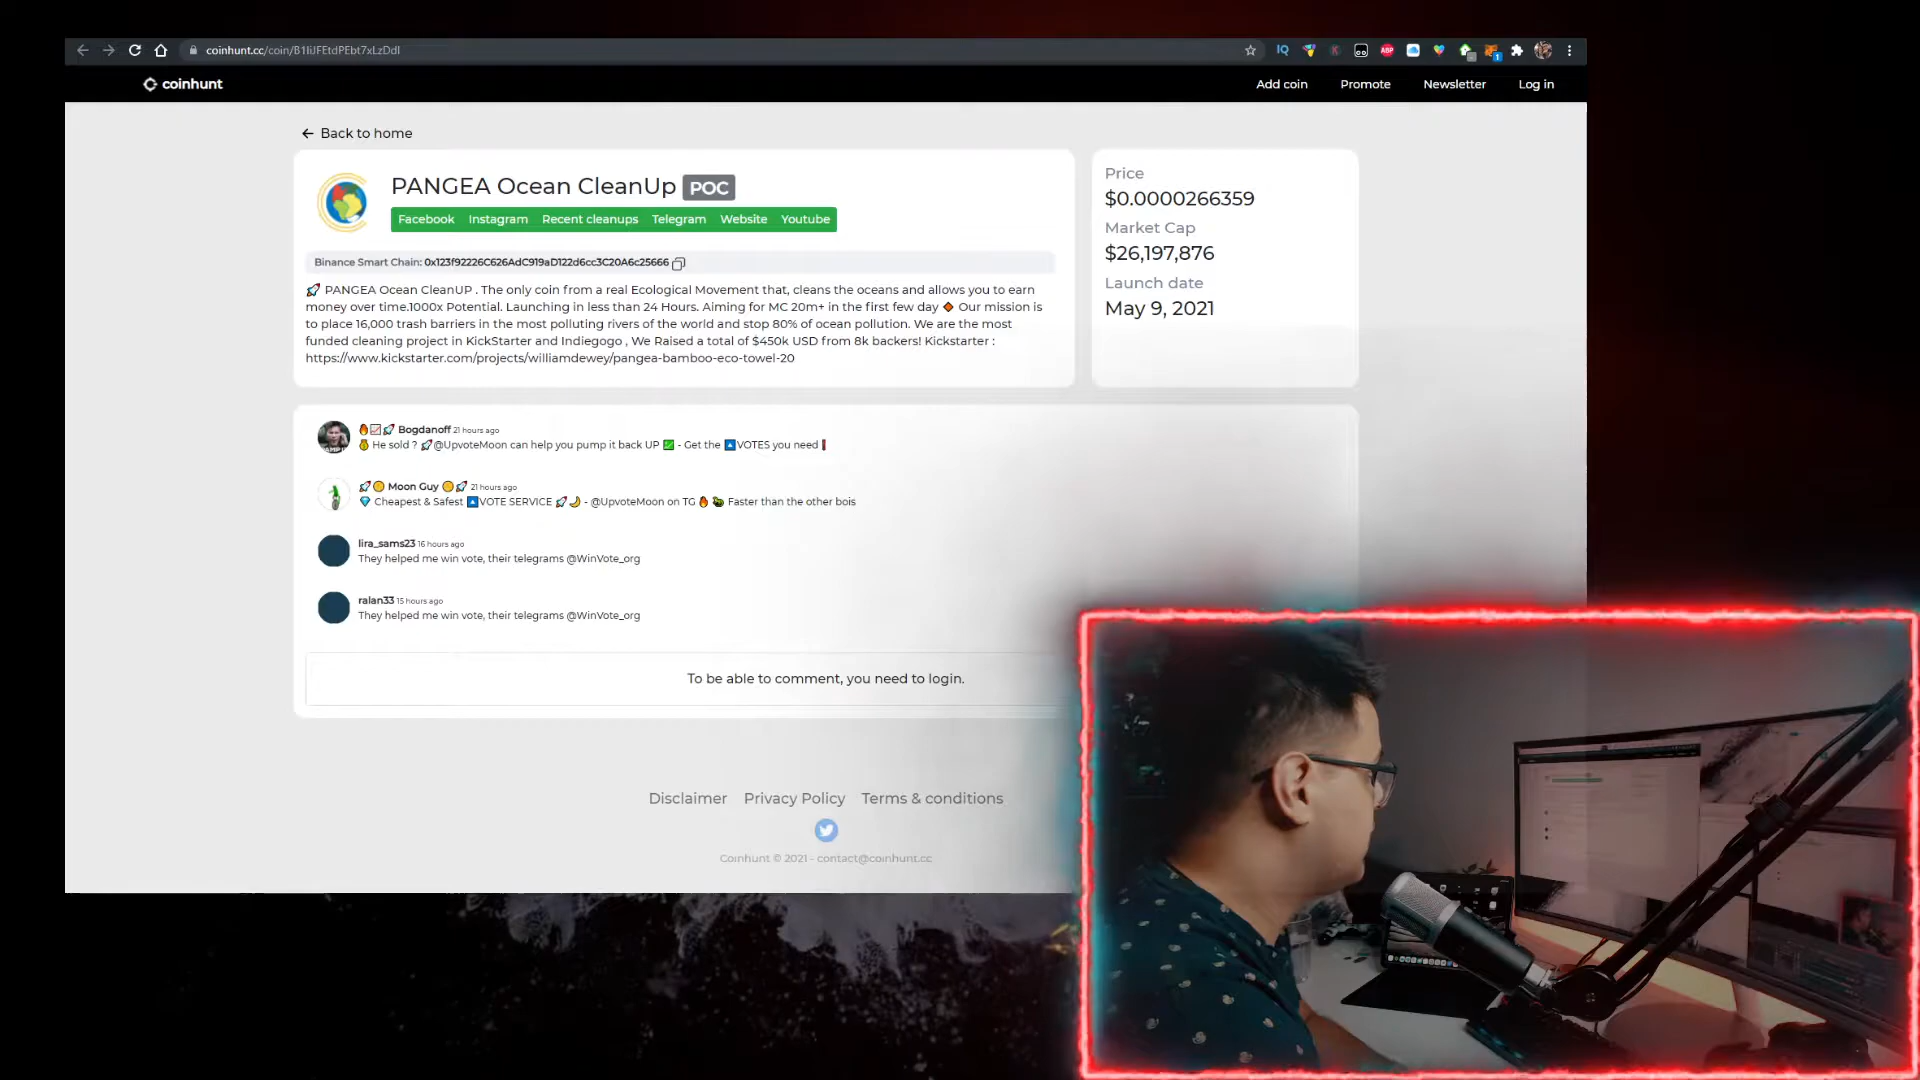 coinhunt.cc/coin/B1IiJFEtdPEbt7xLzDdI
IQ
ABP
1
coinhunt
Add coin Promote Newsletter Log in
← Back to home
PANGEA Ocean CleanUp POC
Facebook Instagram Recent cleanups Telegram Website Youtube
Binance Smart Chain: 0x123f92226C626AdC919aD122d6cc3C20A6c25666
🚀 PANGEA Ocean CleanUP . The only coin from a real Ecological Movement that, cleans the oceans and allows you to earn
money over time.1000x Potential. Launching in less than 24 Hours. Aiming for MC 20m+ in the first few day 🔶 Our mission is
to place 16,000 trash barriers in the most polluting rivers of the world and stop 80% of ocean pollution. We are the most
funded cleaning project in KickStarter and Indiegogo , We Raised a total of $450k USD from 8k backers! Kickstarter :
https://www.kickstarter.com/projects/williamdewey/pangea-bamboo-eco-towel-20
Price
$0.0000266359
Market Cap
$26,197,876
Launch date
May 9, 2021
🔥📈🚀 Bogdanoff 21 hours ago
💰 He sold ? 🚀@UpvoteMoon can help you pump it back UP ✅ - Get the 🔼VOTES you need❗
🚀🟡 Moon Guy 🟡🚀 21 hours ago
💎 Cheapest & Safest 🔼VOTE SERVICE 🚀🌙 - @UpvoteMoon on TG 🔥 🐌 Faster than the other bois
lira_sams23 16 hours ago
They helped me win vote, their telegrams @WinVote_org
ralan33 15 hours ago
They helped me win vote, their telegrams @WinVote_org
To be able to comment, you need to login.
Disclaimer Privacy Policy Terms & conditions
Coinhunt © 2021 - contact@coinhunt.cc